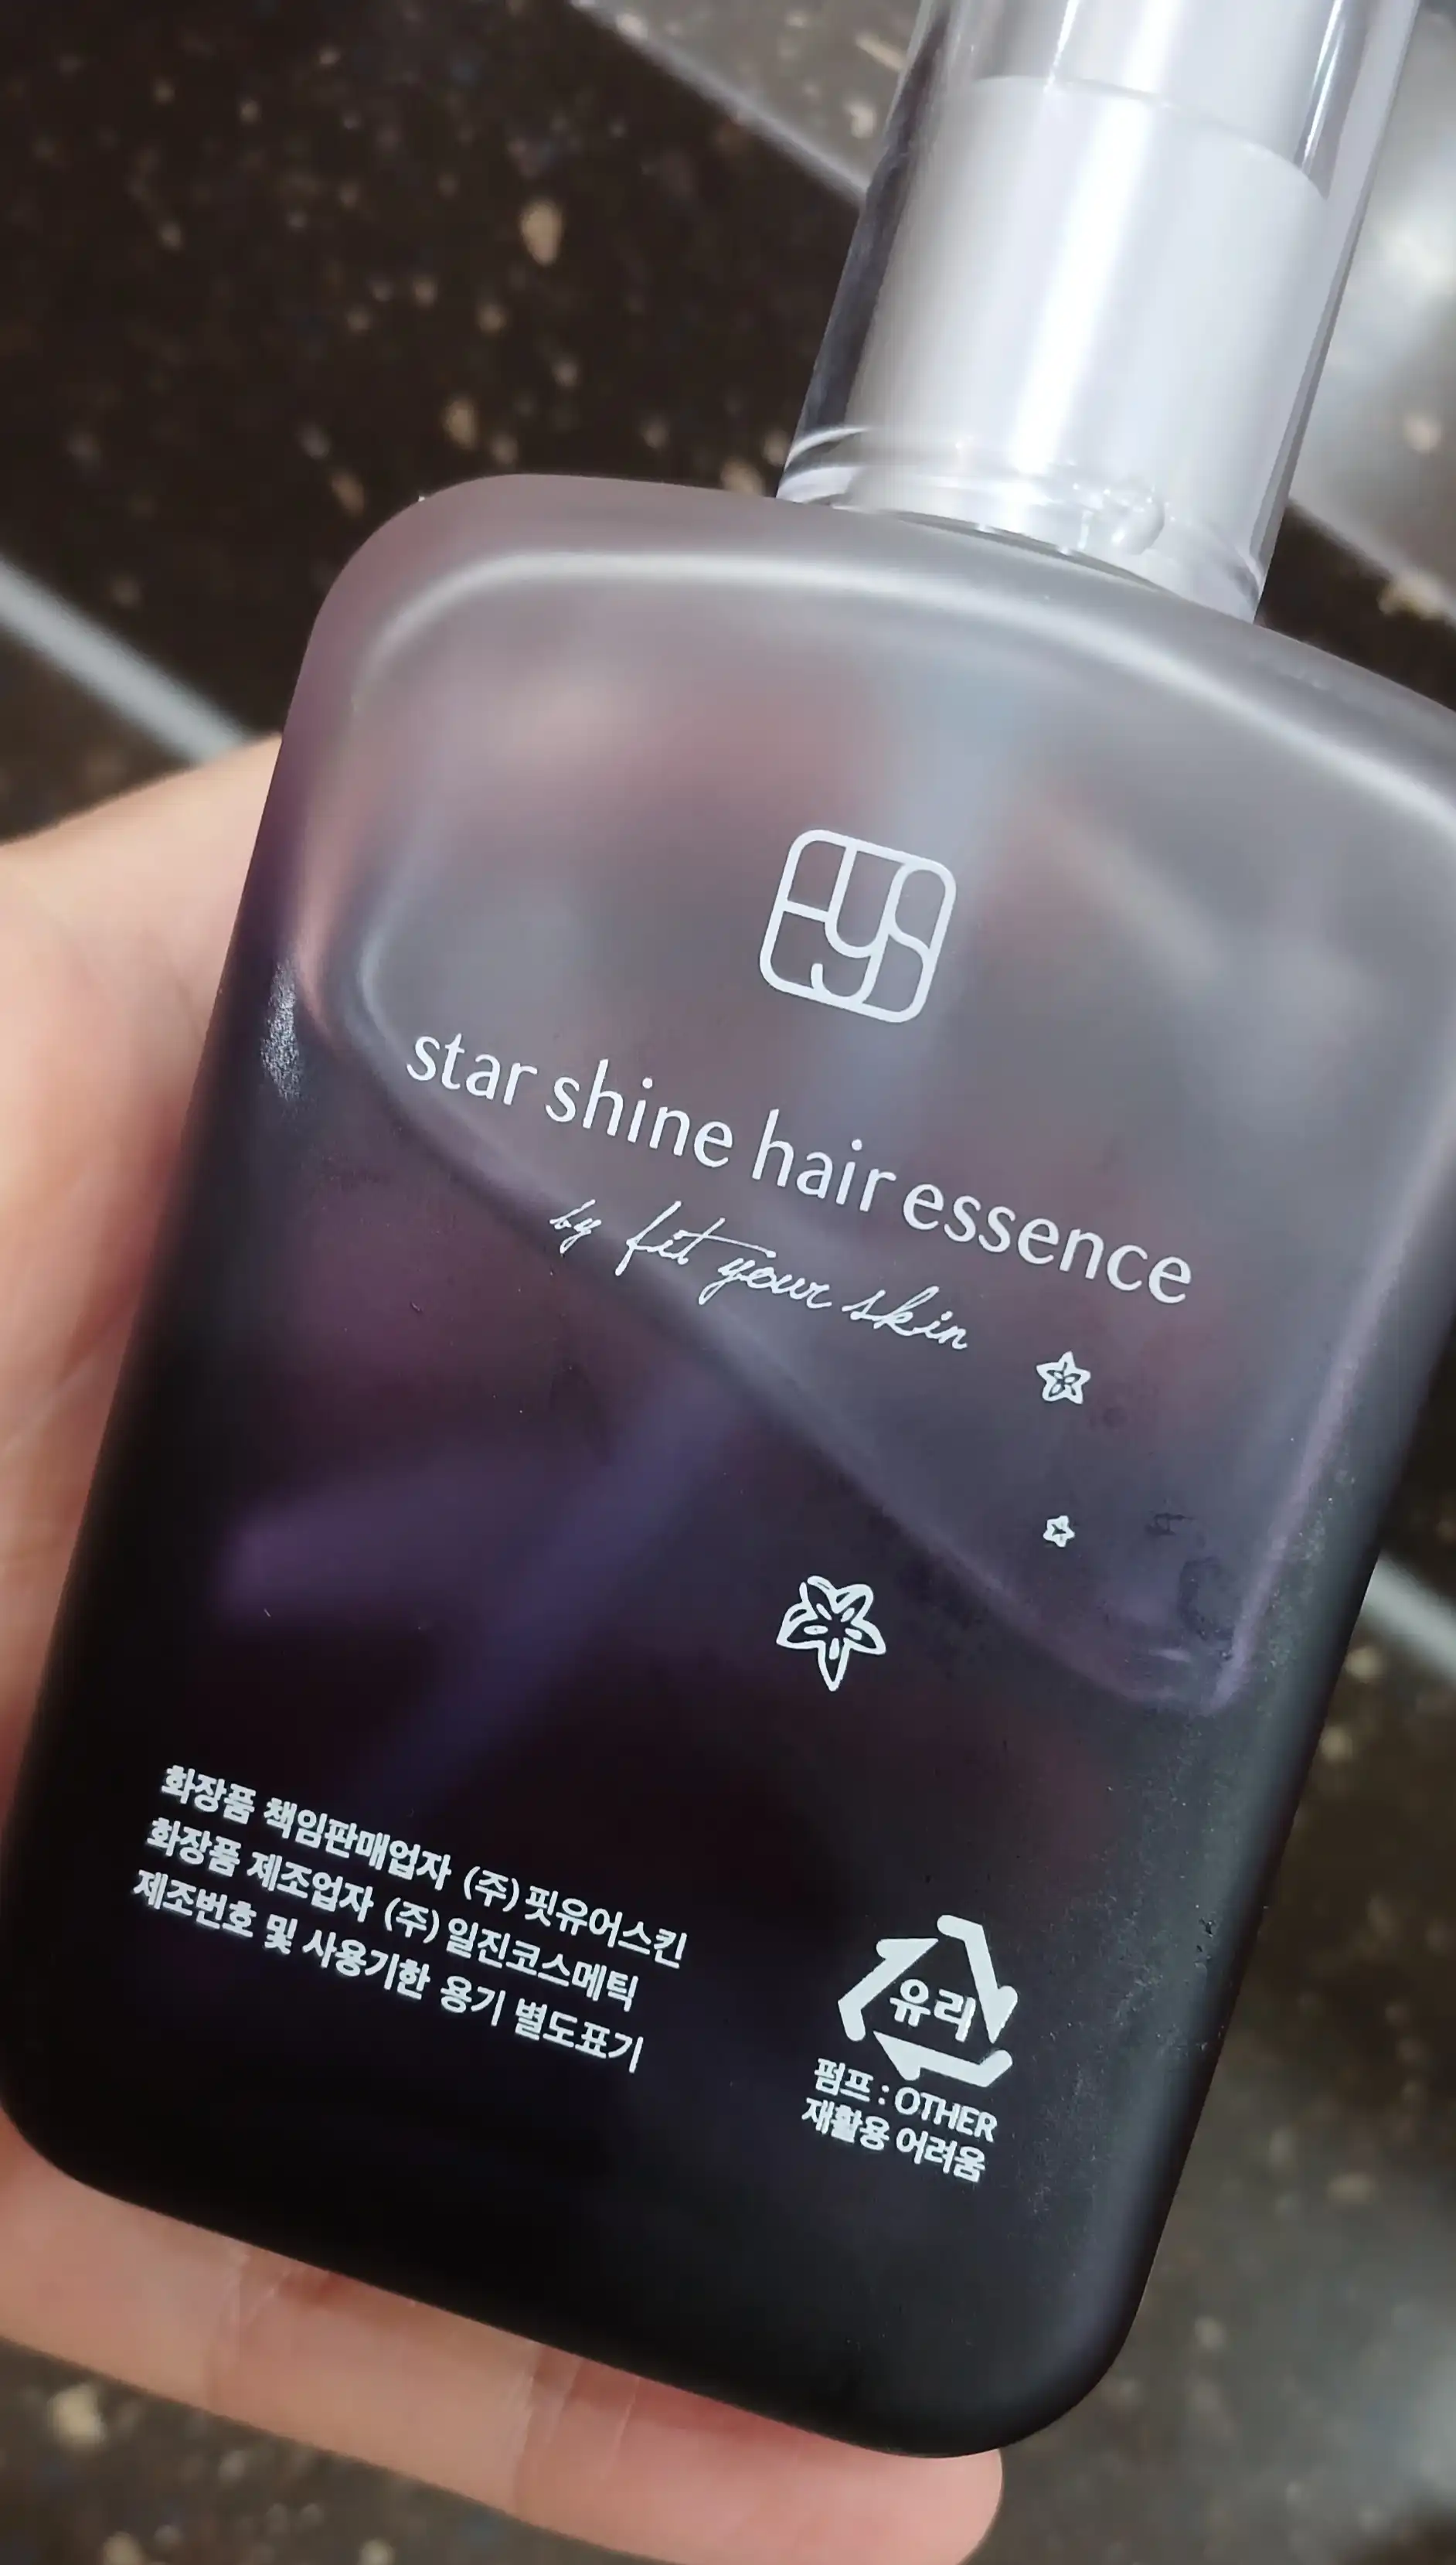 fys
star shine hair essence
by fit your skin
화장품 책임판매업자 (주)핏유어스킨
화장품 제조업자 (주)일진코스메틱
제조번호 및 사용기한 용기 별도표기
유리
펌프 : OTHER
재활용 어려움